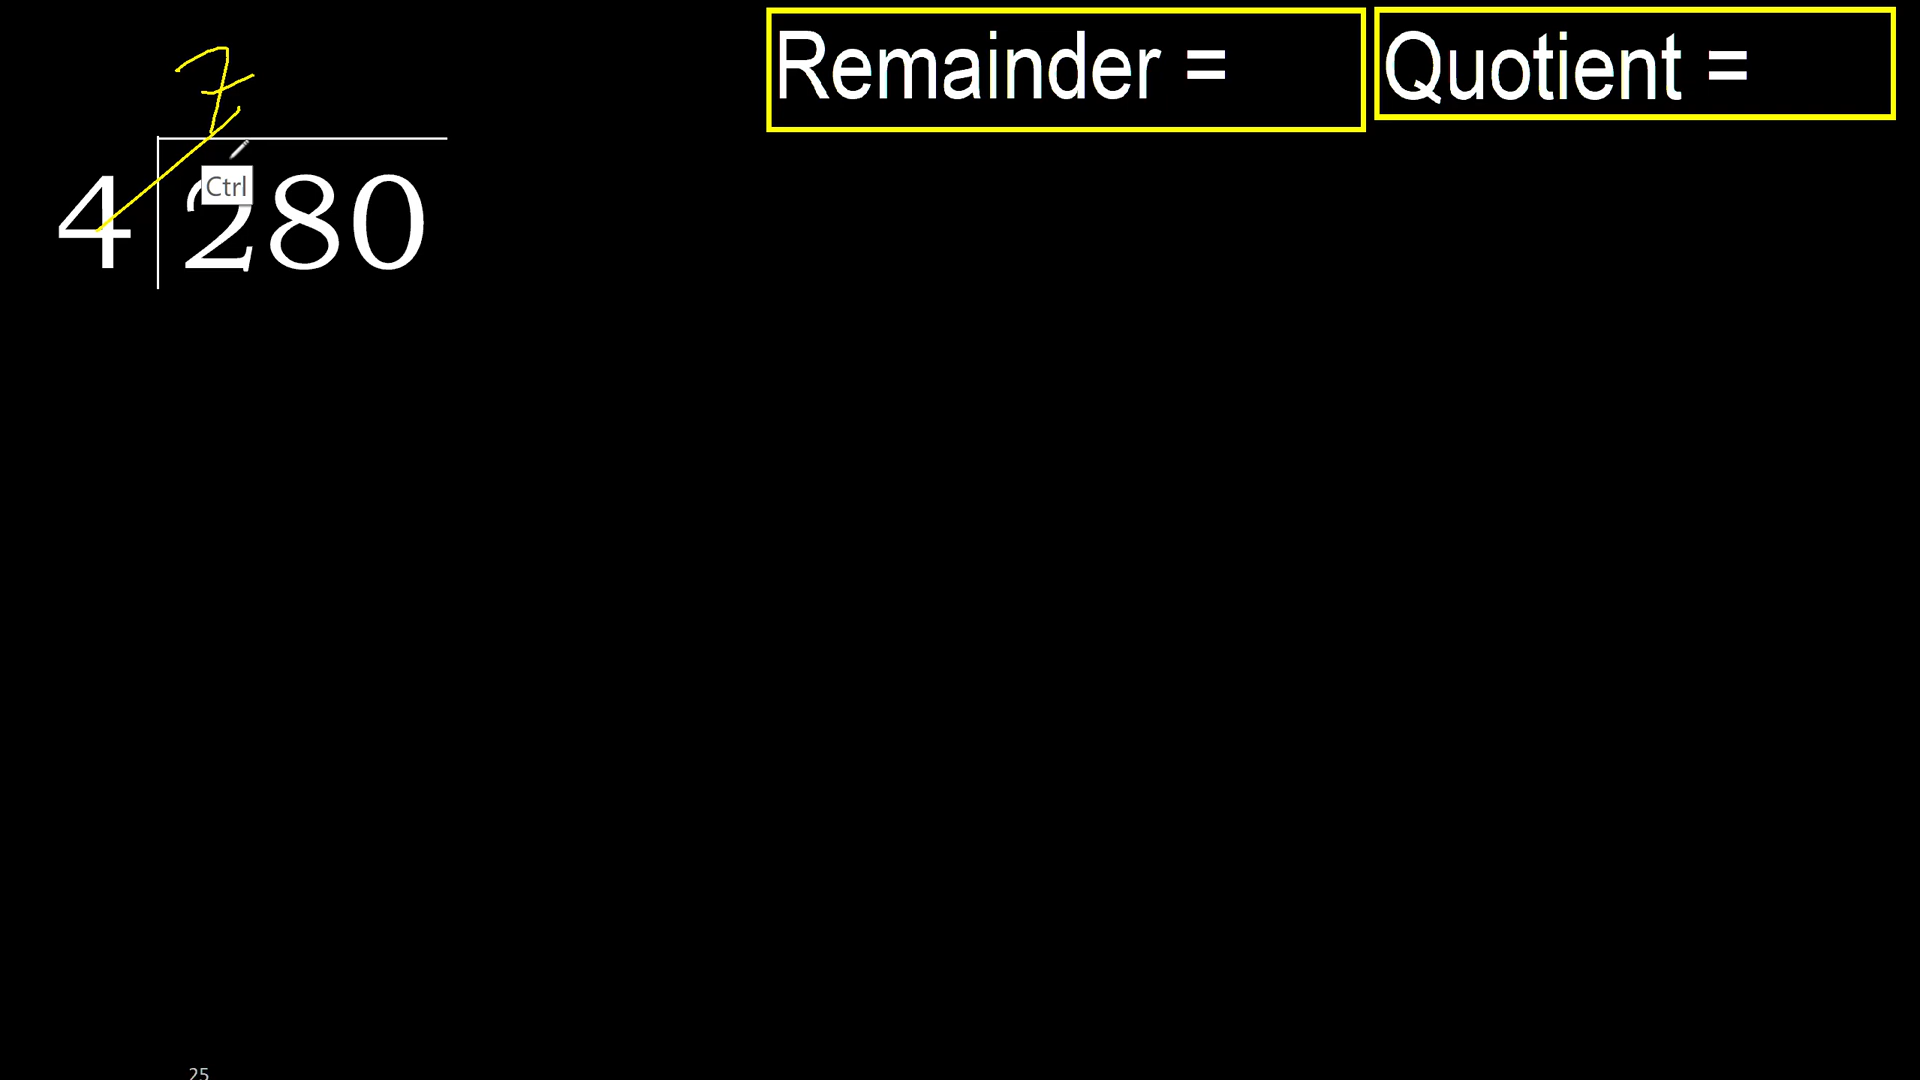 Remainder =
Quotient =
7
4 280
Ctrl
25